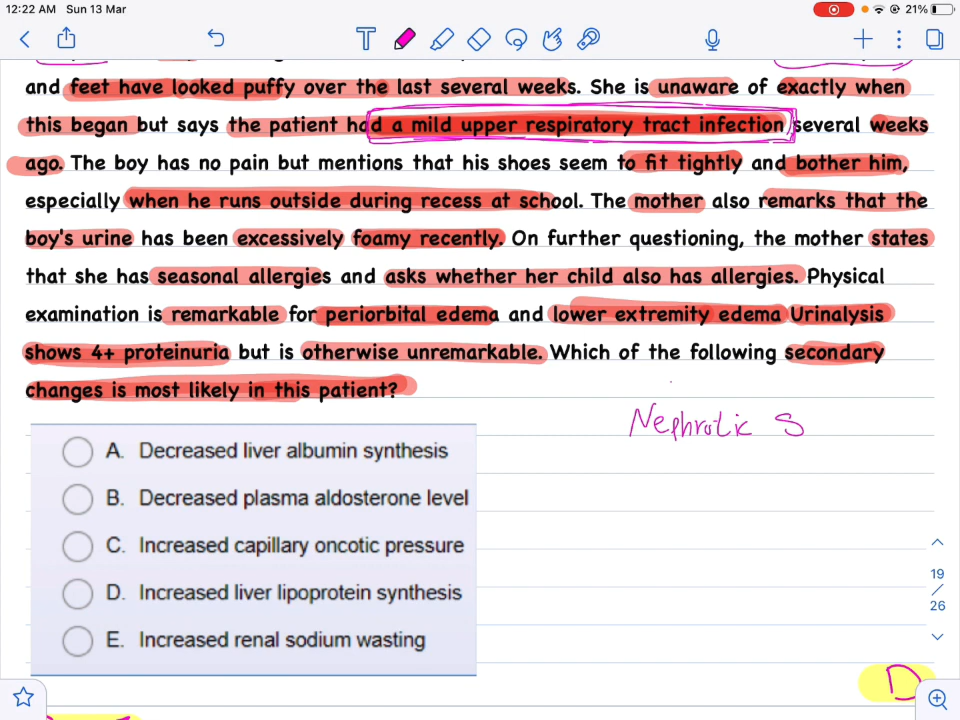 12:22 AM Sun 13 Mar
21%
and feet have looked puffy over the last several weeks. She is unaware of exactly when
this began but says the patient had a mild upper respiratory tract infection, several weeks
ago. The boy has no pain but mentions that his shoes seem to fit tightly and bother him,
especially when he runs outside during recess at school. The mother also remarks that the
boy's urine has been excessively foamy recently. On further questioning, the mother states
that she has seasonal allergies and asks whether her child also has allergies. Physical
examination is remarkable for periorbital edema and lower extremity edema Urinalysis
shows 4+ proteinuria but is otherwise unremarkable. Which of the following secondary
changes is most likely in this patient?
Nephrotic S
A. Decreased liver albumin synthesis
B. Decreased plasma aldosterone level
C. Increased capillary oncotic pressure
D. Increased liver lipoprotein synthesis
E. Increased renal sodium wasting
19
/
26
D